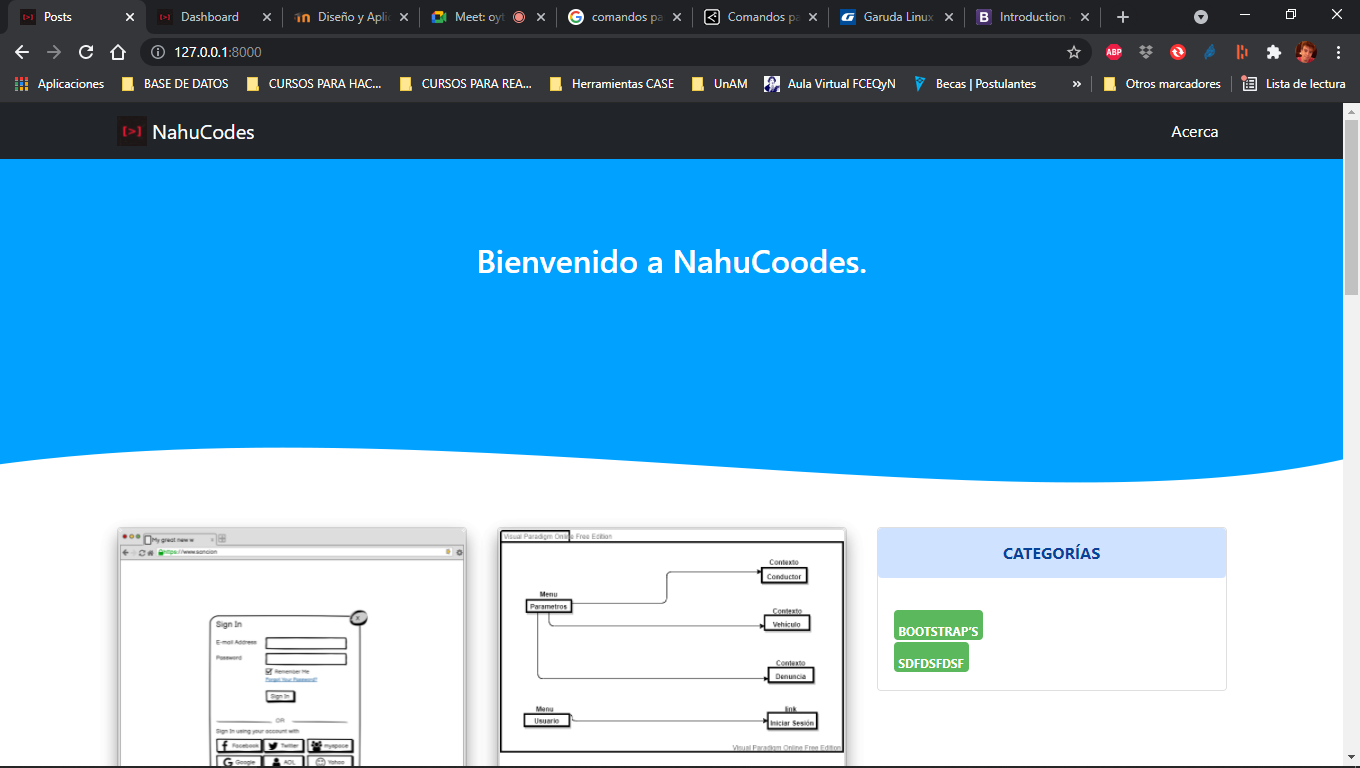 Posts
Dashboard
Diseño y Aplic
Meet: oyt
comandos pa
Comandos pa
Garuda Linux
Introduction
127.0.0.1:8000
ABP
Aplicaciones
BASE DE DATOS
CURSOS PARA HAC...
CURSOS PARA REA...
Herramientas CASE
UnAM
Aula Virtual FCEQyN
Becas | Postulantes
»
Otros marcadores
Lista de lectura
NahuCodes
Acerca
Bienvenido a NahuCoodes.
My great new w
Sign In
E-mail Address
Password
Remember Me
Forgot Your Password?
Sign In
OR
Sign In using your account with
Facebook
Twitter
myspace
Google
AOL
Yahoo
Visual Paradigm Online Free Edition
Contexto
Conductor
Menu
Parametros
Contexto
Vehículo
Contexto
Denuncia
Menu
Usuario
link
Iniciar Sesión
Visual Paradigm Online Free Edition
CATEGORÍAS
BOOTSTRAP'S
SDFDSFDSF